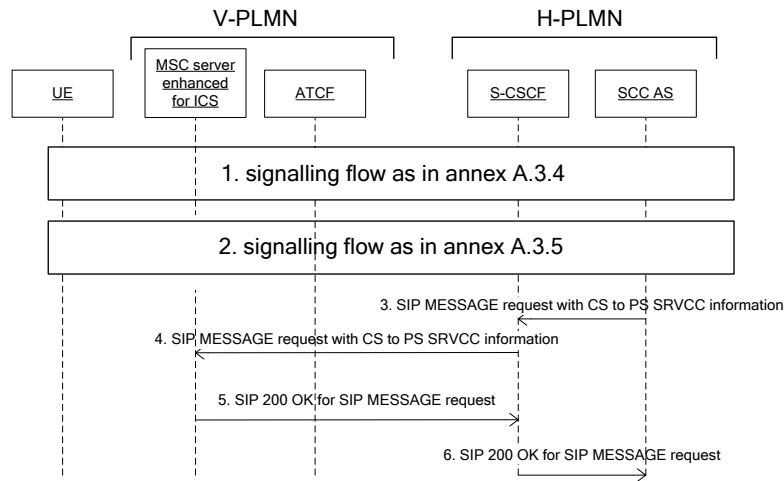 V-PLMN
H-PLMN
UE
MSC server
enhanced
for ICS
ATCF
S-CSCF
SCC AS
1. signalling flow as in annex A.3.4
2. signalling flow as in annex A.3.5
3. SIP MESSAGE request with CS to PS SRVCC information
4. SIP MESSAGE request with CS to PS SRVCC information
5. SIP 200 OK for SIP MESSAGE request
6. SIP 200 OK for SIP MESSAGE request